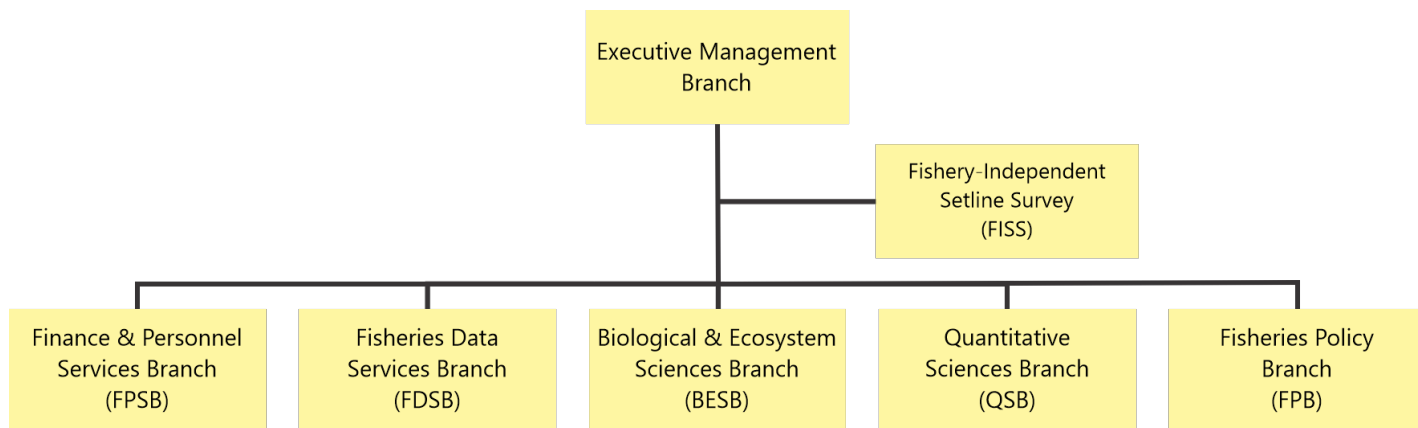 Executive Management
Branch
Fishery-Independent
Setline Survey
(FISS)
Finance & Personnel
Services Branch
(FPSB)
Fisheries Data
Services Branch
(FDSB)
Biological & Ecosystem
Sciences Branch
(BESB)
Quantitative
Sciences Branch
(QSB)
Fisheries Policy
Branch
(FPB)